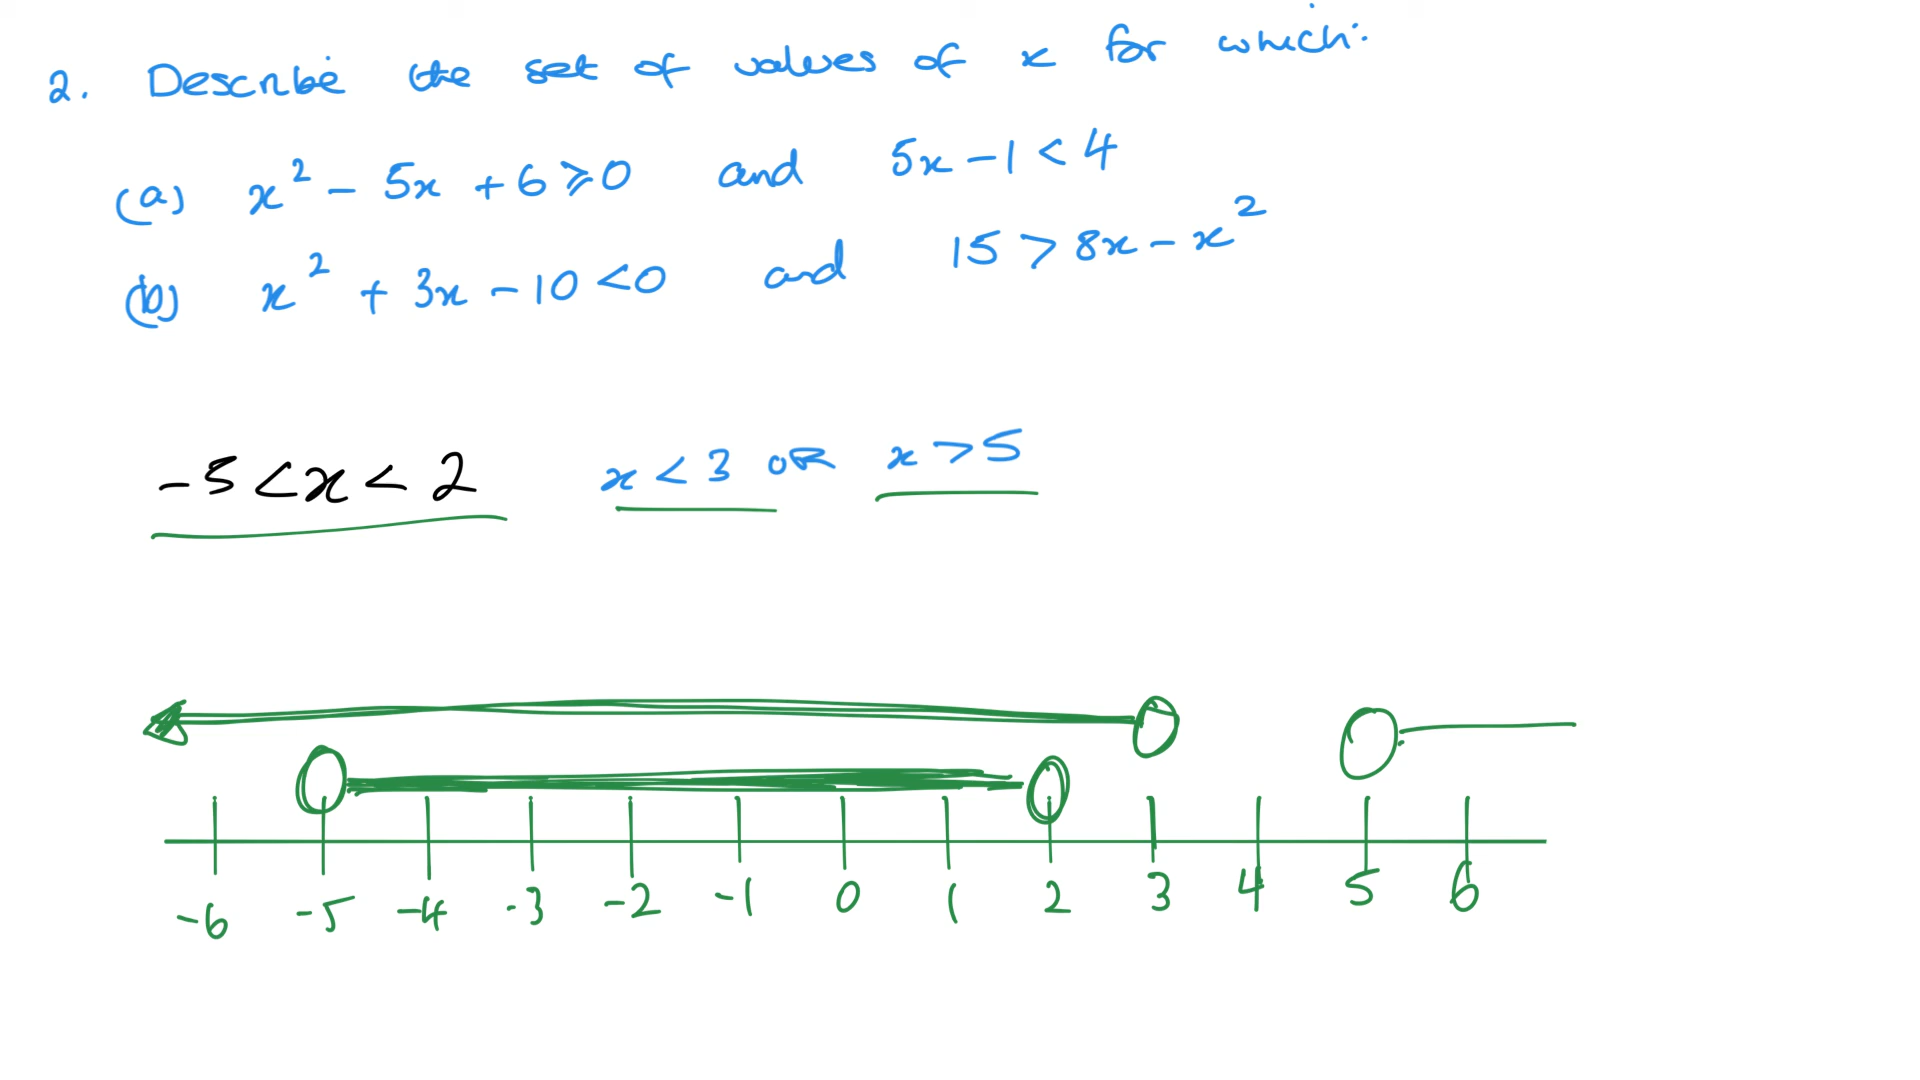 2. Describe the set of values of x for which:
(a) x² - 5x + 6 ⩾ 0 and 5x - 1 < 4
(b) x² + 3x - 10 < 0 and 15 > 8x - x²
-5 < x < 2 x < 3 OR x > 5
-6 -5 -4 -3 -2 -1 0 1 2 3 4 5 6